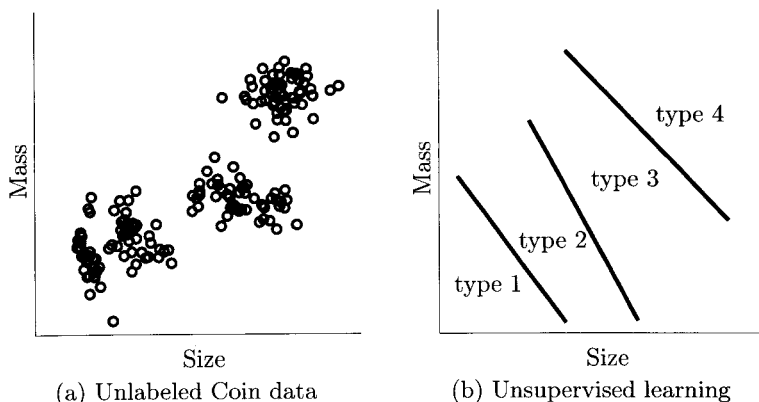 Mass
Size
(a) Unlabeled Coin data
Mass
type 4
type 3
type 2
type 1
Size
(b) Unsupervised learning